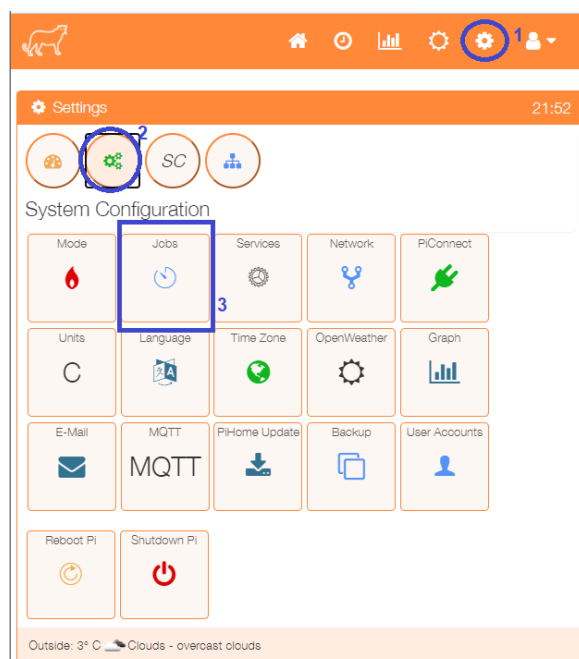 1
Settings 21:52
2
SC
System Configuration
Mode Jobs Services Network PiConnect
3
Units Language Time Zone OpenWeather Graph
C A
E-Mail MQTT PiHome Update Backup User Accounts
MQTT
Reboot Pi Shutdown Pi
Outside: 3° C Clouds - overcast clouds